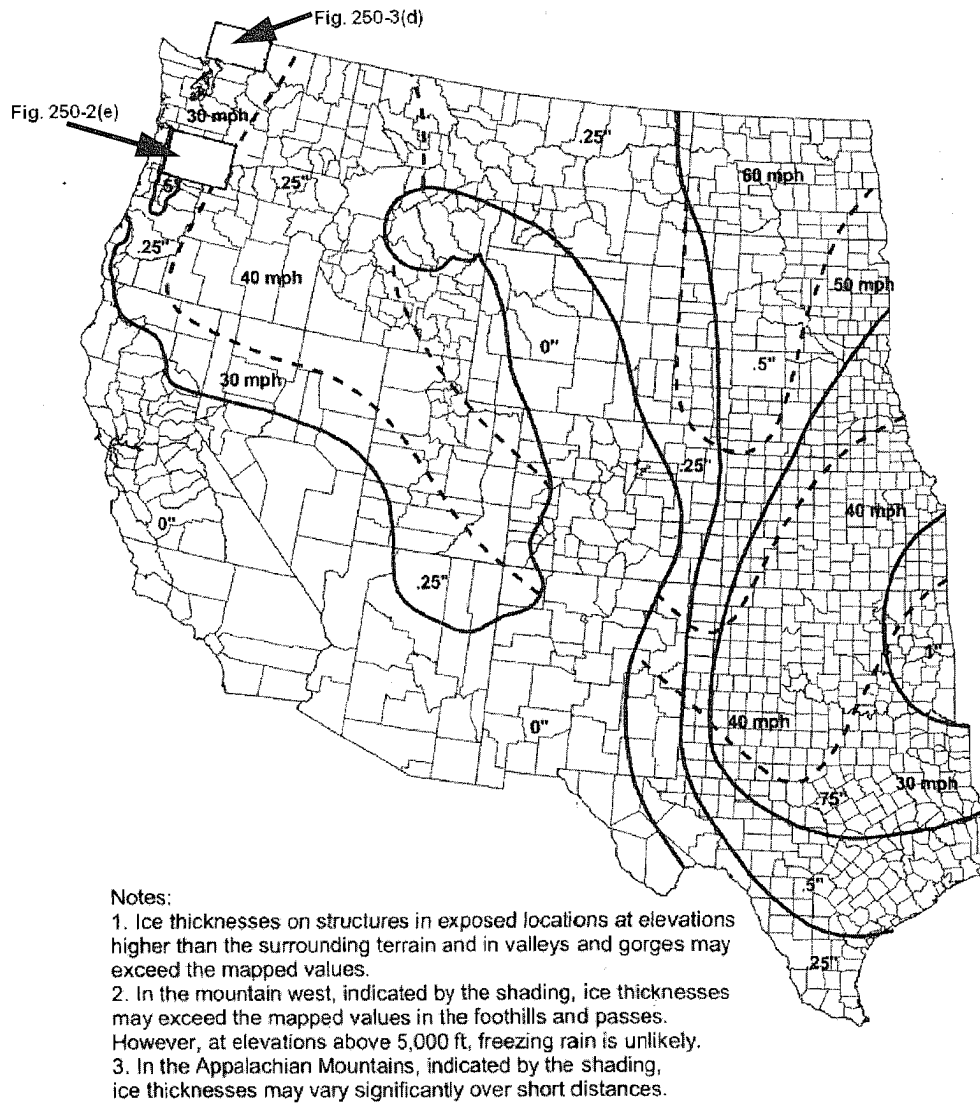 Fig. 250-3(d)
Fig. 250-2(e)
30 mph
.25"
60 mph
.5"
.25"
.25"
40 mph
50 mph
0"
30 mph
.5"
.25"
0"
40 mph
.25"
1"
0"
40 mph
30 mph
.75"
.5"
.25"
Notes:
1. Ice thicknesses on structures in exposed locations at elevations
higher than the surrounding terrain and in valleys and gorges may
exceed the mapped values.
2. In the mountain west, indicated by the shading, ice thicknesses
may exceed the mapped values in the foothills and passes.
However, at elevations above 5,000 ft, freezing rain is unlikely.
3. In the Appalachian Mountains, indicated by the shading,
ice thicknesses may vary significantly over short distances.